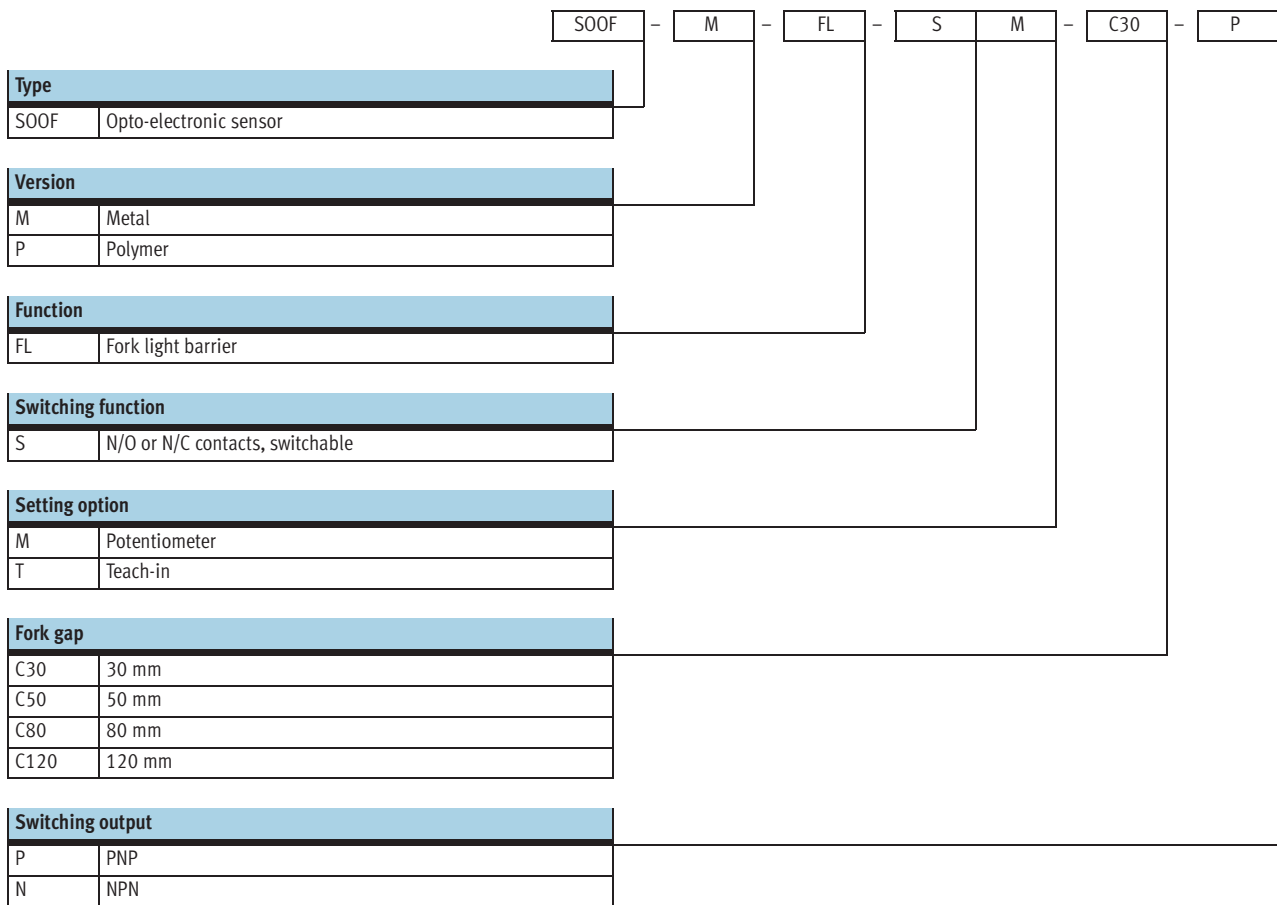 SOOF – M – FL – S M – C30 – P
Type
SOOF Opto-electronic sensor
Version
M Metal
P Polymer
Function
FL Fork light barrier
Switching function
S N/O or N/C contacts, switchable
Setting option
M Potentiometer
T Teach-in
Fork gap
C30 30 mm
C50 50 mm
C80 80 mm
C120 120 mm
Switching output
P PNP
N NPN